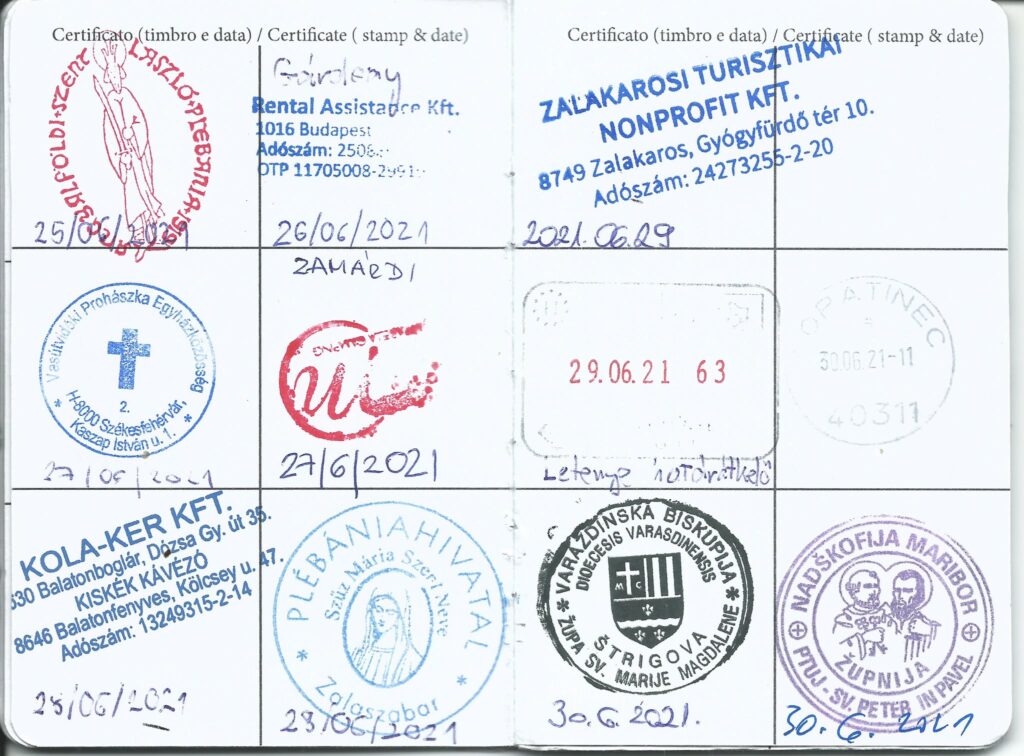 Certificato (timbro e data) / Certificate ( stamp & date)
SZENT LÁSZLÓ PLÉBÁNIA 1919
25/06/2021
Gárdony
Rental Assistance Kft.
1016 Budapest
Adószám:
OTP 11705008-
26/06/2021
Vasútvidéki Prohászka Egyházközösség
2.
H-8000 Székesfehérvár,
Kaszap István u. 1.
27/06/2021
ZAMÁRDI
27/6/2021
KOLA-KER KFT.
630 Balatonboglár, Dózsa Gy. út 35.
KISKÉK KÁVÉZÓ
8646 Balatonfenyves, Kölcsey u. 47.
Adószám: 13249315-2-14
28/06/2021
PLÉBÁNIAHIVATAL
Szűz Mária Szent Neve
Zalaszabar
28/06/2021
Certificato (timbro e data) / Certificate ( stamp & date)
ZALAKAROSI TURISZTIKAI
NONPROFIT KFT.
8749 Zalakaros, Gyógyfürdő tér 10.
Adószám: 24273255-2-20
2021.06.29
29.06.21 63
Letenye határátkelő
OPATINEC
30.06.21-11
40311
VARAŽDINSKA BISKUPIJA
DIOECESIS VARASDINENSIS
M C
ŠTRIGOVA
ŽUPA SV. MARIJE MAGDALENE
30.6.2021.
NADŠKOFIJA MARIBOR
ŽUPNIJA
PTUJ - SV. PETER IN PAVEL
30.6.2021